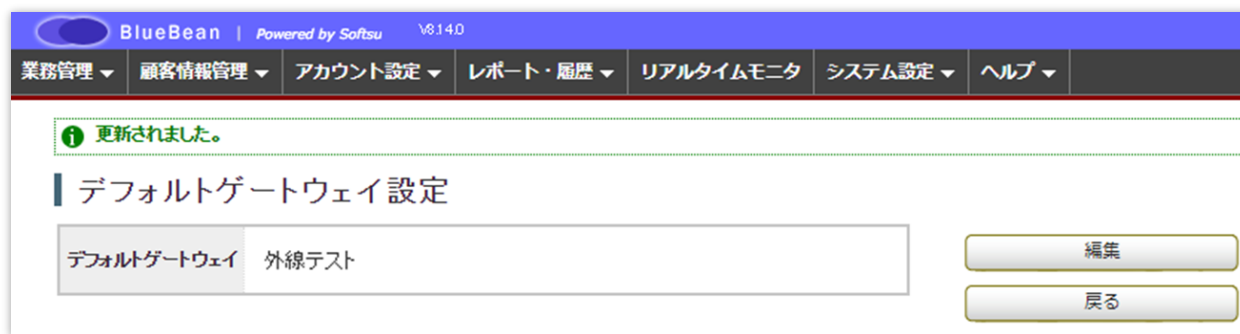 BlueBean | Powered by Softsu V8.14.0
業務管理 ▼ 顧客情報管理 ▼ アカウント設定 ▼ レポート・履歴 ▼ リアルタイムモニタ システム設定 ▼ ヘルプ ▼
更新されました。
デフォルトゲートウェイ設定
デフォルトゲートウェイ 外線テスト
編集
戻る